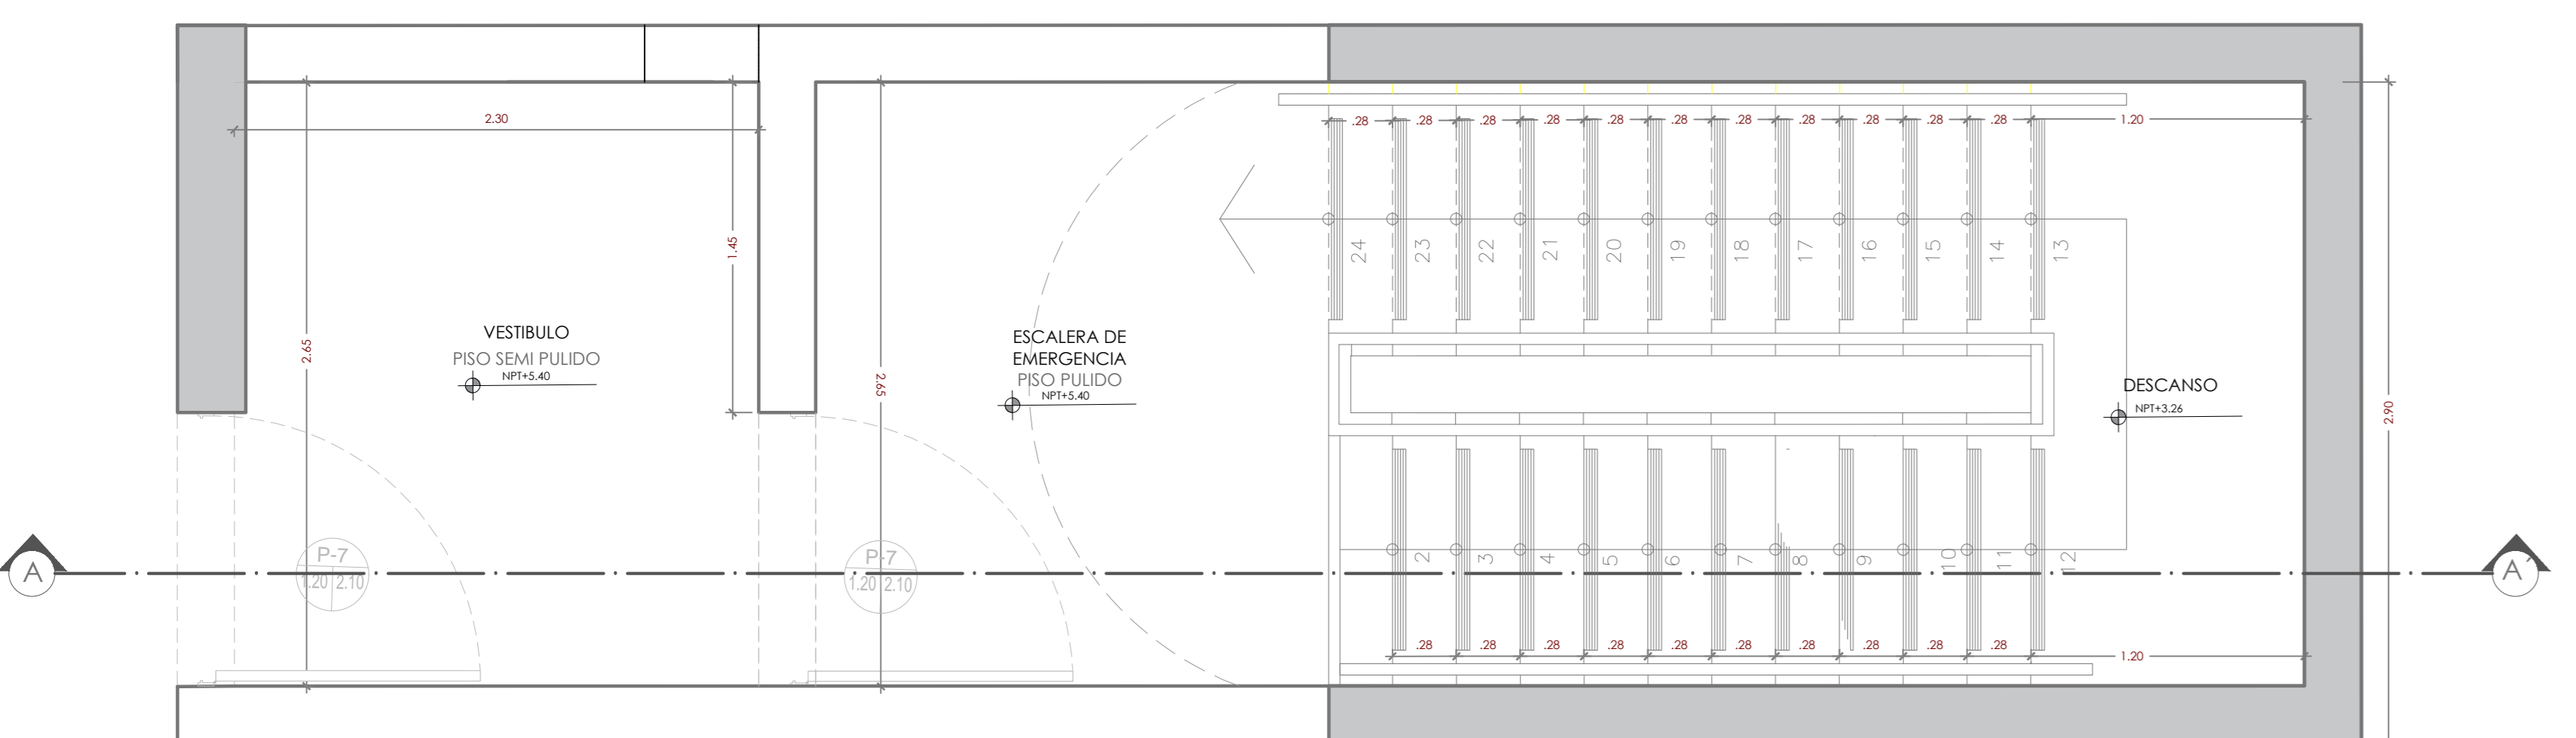 2.30
.28 .28 .28 .28 .28 .28 .28 .28 .28 .28 .28 1.20
1.45
24 23 22 21 20 19 18 17 16 15 14 13
VESTIBULO
PISO SEMI PULIDO
NPT+5.40
2.65
ESCALERA DE
EMERGENCIA
PISO PULIDO
NPT+5.40
2.65
DESCANSO
NPT+3.26
2.90
P-7
1.20 2.10
P-7
1.20 2.10
2 3 4 5 6 7 8 9 10 11 12
A
A´
.28 .28 .28 .28 .28 .28 .28 .28 .28 .28 1.20